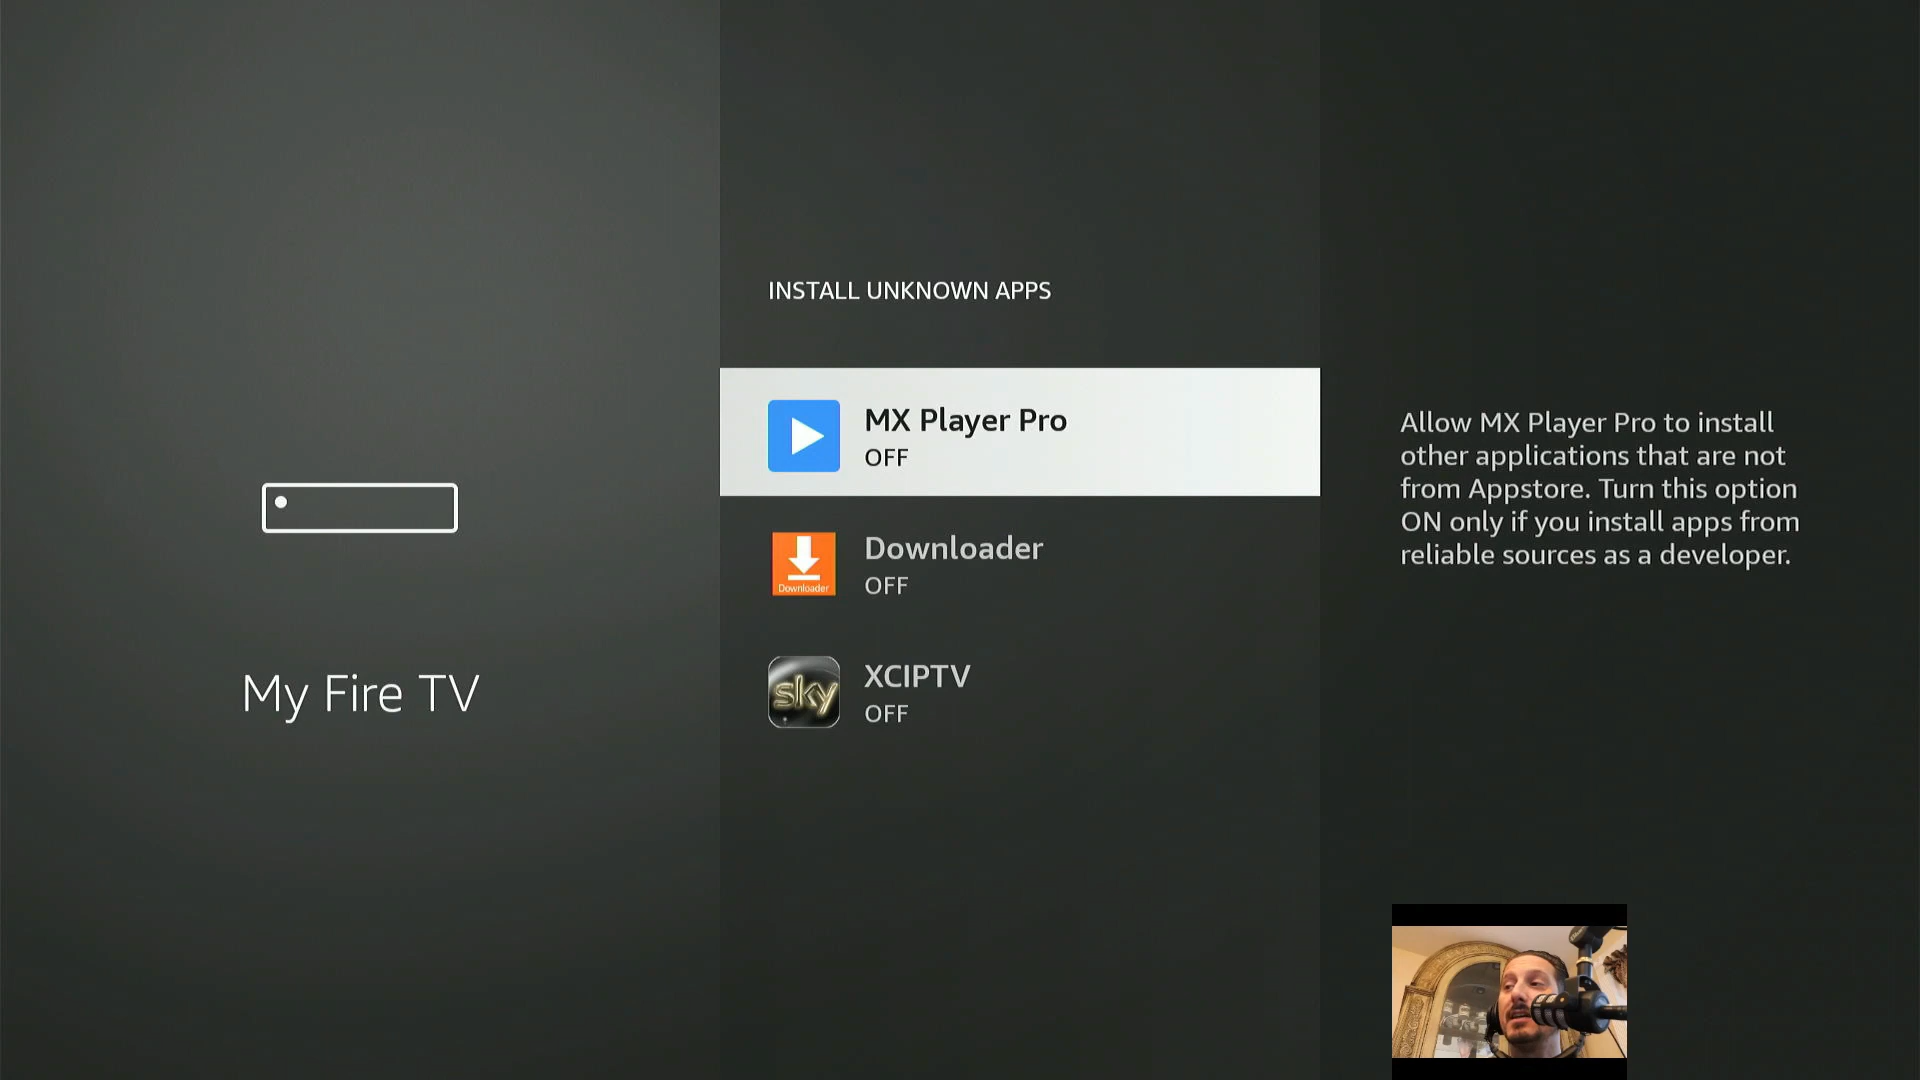 INSTALL UNKNOWN APPS
MX Player Pro
OFF
Downloader
Downloader
OFF
sky
XCIPTV
OFF
My Fire TV
Allow MX Player Pro to install
other applications that are not
from Appstore. Turn this option
ON only if you install apps from
reliable sources as a developer.